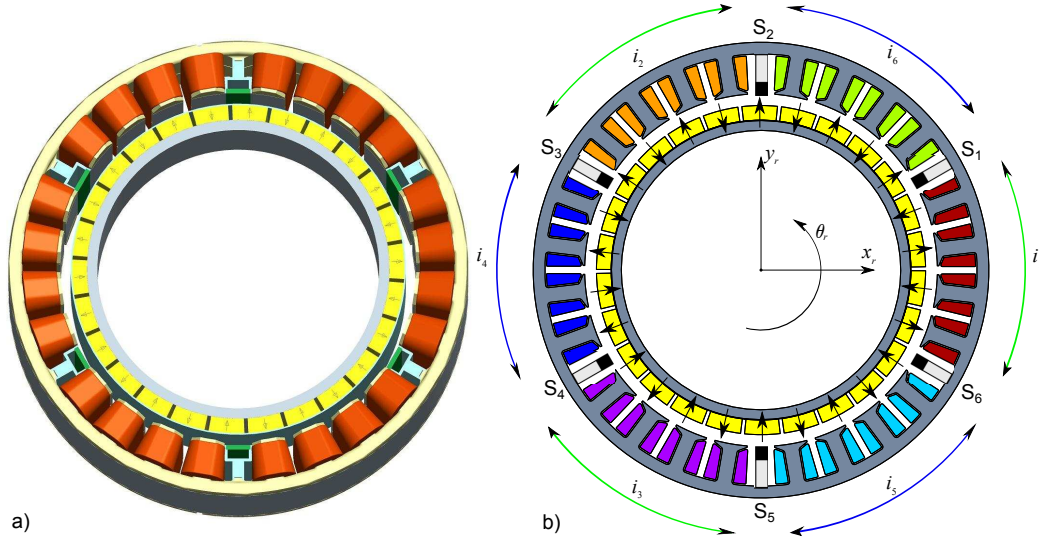 S₂
i₂
i₆
S₃
S₁
yᵣ
θᵣ
i₄
xᵣ
i
S₄
S₆
i₃
i₅
S₅
a)
b)